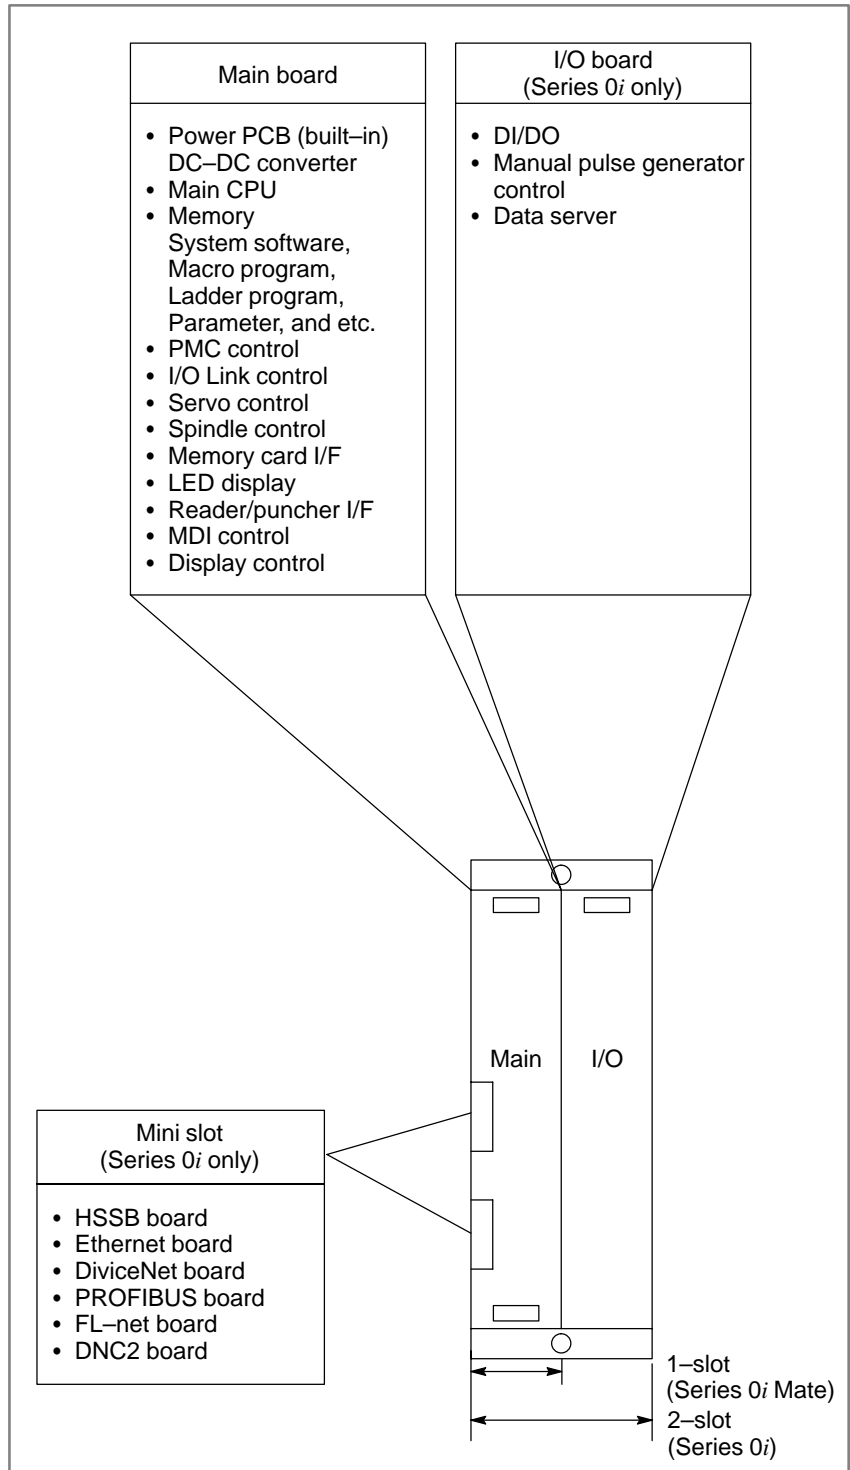 Main board
• Power PCB (built–in)
DC–DC converter
• Main CPU
• Memory
System software,
Macro program,
Ladder program,
Parameter, and etc.
• PMC control
• I/O Link control
• Servo control
• Spindle control
• Memory card I/F
• LED display
• Reader/puncher I/F
• MDI control
• Display control
I/O board
(Series 0i only)
• DI/DO
• Manual pulse generator
control
• Data server
Main
I/O
Mini slot
(Series 0i only)
• HSSB board
• Ethernet board
• DiviceNet board
• PROFIBUS board
• FL–net board
• DNC2 board
1–slot
(Series 0i Mate)
2–slot
(Series 0i)